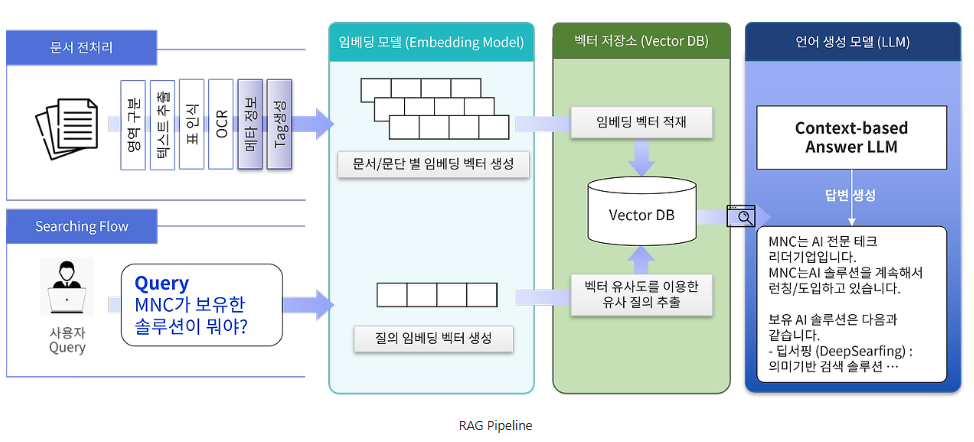 문서 전처리
영역 구분
텍스트 추출
표 인식
OCR
메타 정보
Tag생성
Searching Flow
사용자
Query
Query
MNC가 보유한
솔루션이 뭐야?
임베딩 모델 (Embedding Model)
문서/문단 별 임베딩 벡터 생성
질의 임베딩 벡터 생성
벡터 저장소 (Vector DB)
임베딩 벡터 적재
Vector DB
벡터 유사도를 이용한
유사 질의 추출
언어 생성 모델 (LLM)
Context-based
Answer LLM
답변 생성
MNC는 AI 전문 테크
리더기업입니다.
MNC는AI 솔루션을 계속해서
런칭/도입하고 있습니다.
보유 AI 솔루션은 다음과
같습니다.
- 딥서핑 (DeepSearfing) :
의미기반 검색 솔루션 …
RAG Pipeline